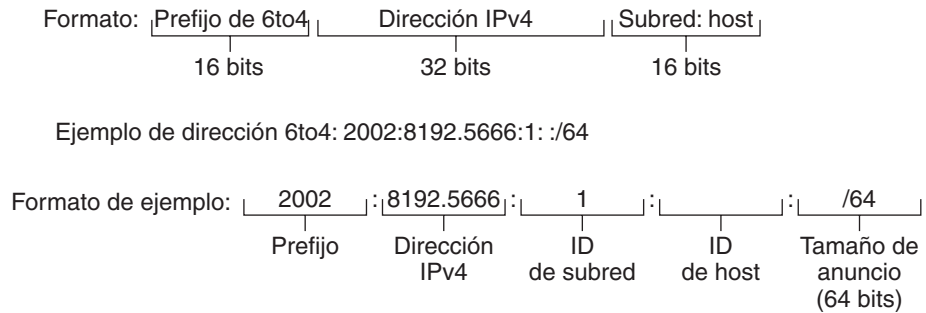 Formato: Prefijo de 6to4 Dirección IPv4 Subred: host
16 bits 32 bits 16 bits
Ejemplo de dirección 6to4: 2002:8192.5666:1: :/64
Formato de ejemplo: 2002 : 8192.5666 : 1 : : /64
Prefijo Dirección IPv4 ID de subred ID de host Tamaño de anuncio (64 bits)